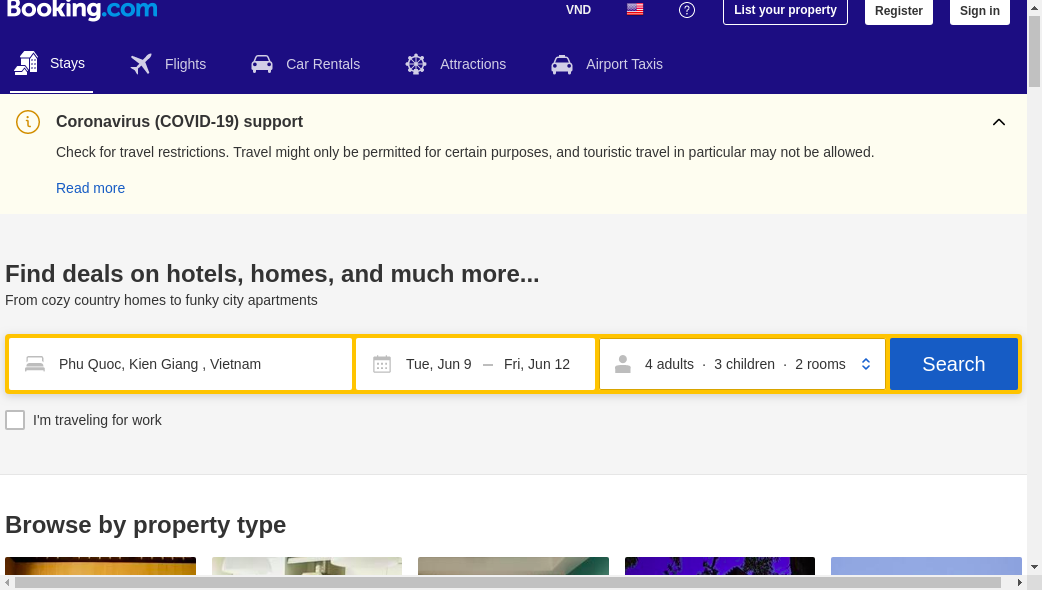 Booking.com
VND
List your property
Register
Sign in
Stays
Flights
Car Rentals
Attractions
Airport Taxis
Coronavirus (COVID-19) support
Check for travel restrictions. Travel might only be permitted for certain purposes, and touristic travel in particular may not be allowed.
Read more
Find deals on hotels, homes, and much more...
From cozy country homes to funky city apartments
Phu Quoc, Kien Giang , Vietnam
Tue, Jun 9 — Fri, Jun 12
4 adults · 3 children · 2 rooms
Search
I'm traveling for work
Browse by property type